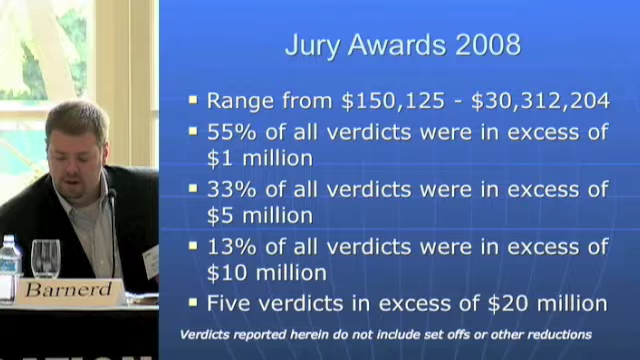 Jury Awards 2008
Range from $150,125 - $30,312,204
55% of all verdicts were in excess of
$1 million
33% of all verdicts were in excess of
$5 million
13% of all verdicts were in excess of
$10 million
Five verdicts in excess of $20 million
Verdicts reported herein do not include set offs or other reductions
Barnerd